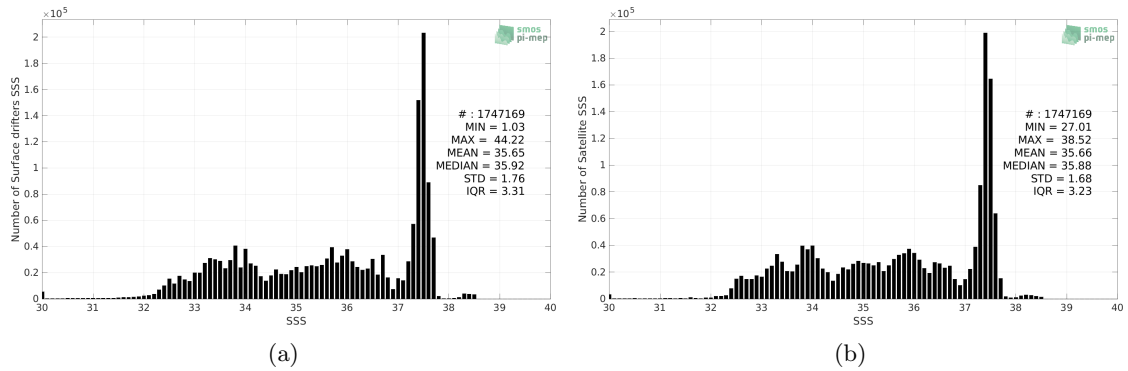 ×10⁵
smos
pi-mep
Number of Surface drifters SSS
2
1.8
1.6
1.4
1.2
1
0.8
0.6
0.4
0.2
0
# : 1747169
MIN = 1.03
MAX = 44.22
MEAN = 35.65
MEDIAN = 35.92
STD = 1.76
IQR = 3.31
30 31 32 33 34 35 36 37 38 39 40
SSS
(a)
×10⁵
smos
pi-mep
Number of Satellite SSS
2
1.8
1.6
1.4
1.2
1
0.8
0.6
0.4
0.2
0
# : 1747169
MIN = 27.01
MAX = 38.52
MEAN = 35.66
MEDIAN = 35.88
STD = 1.68
IQR = 3.23
30 31 32 33 34 35 36 37 38 39 40
SSS
(b)